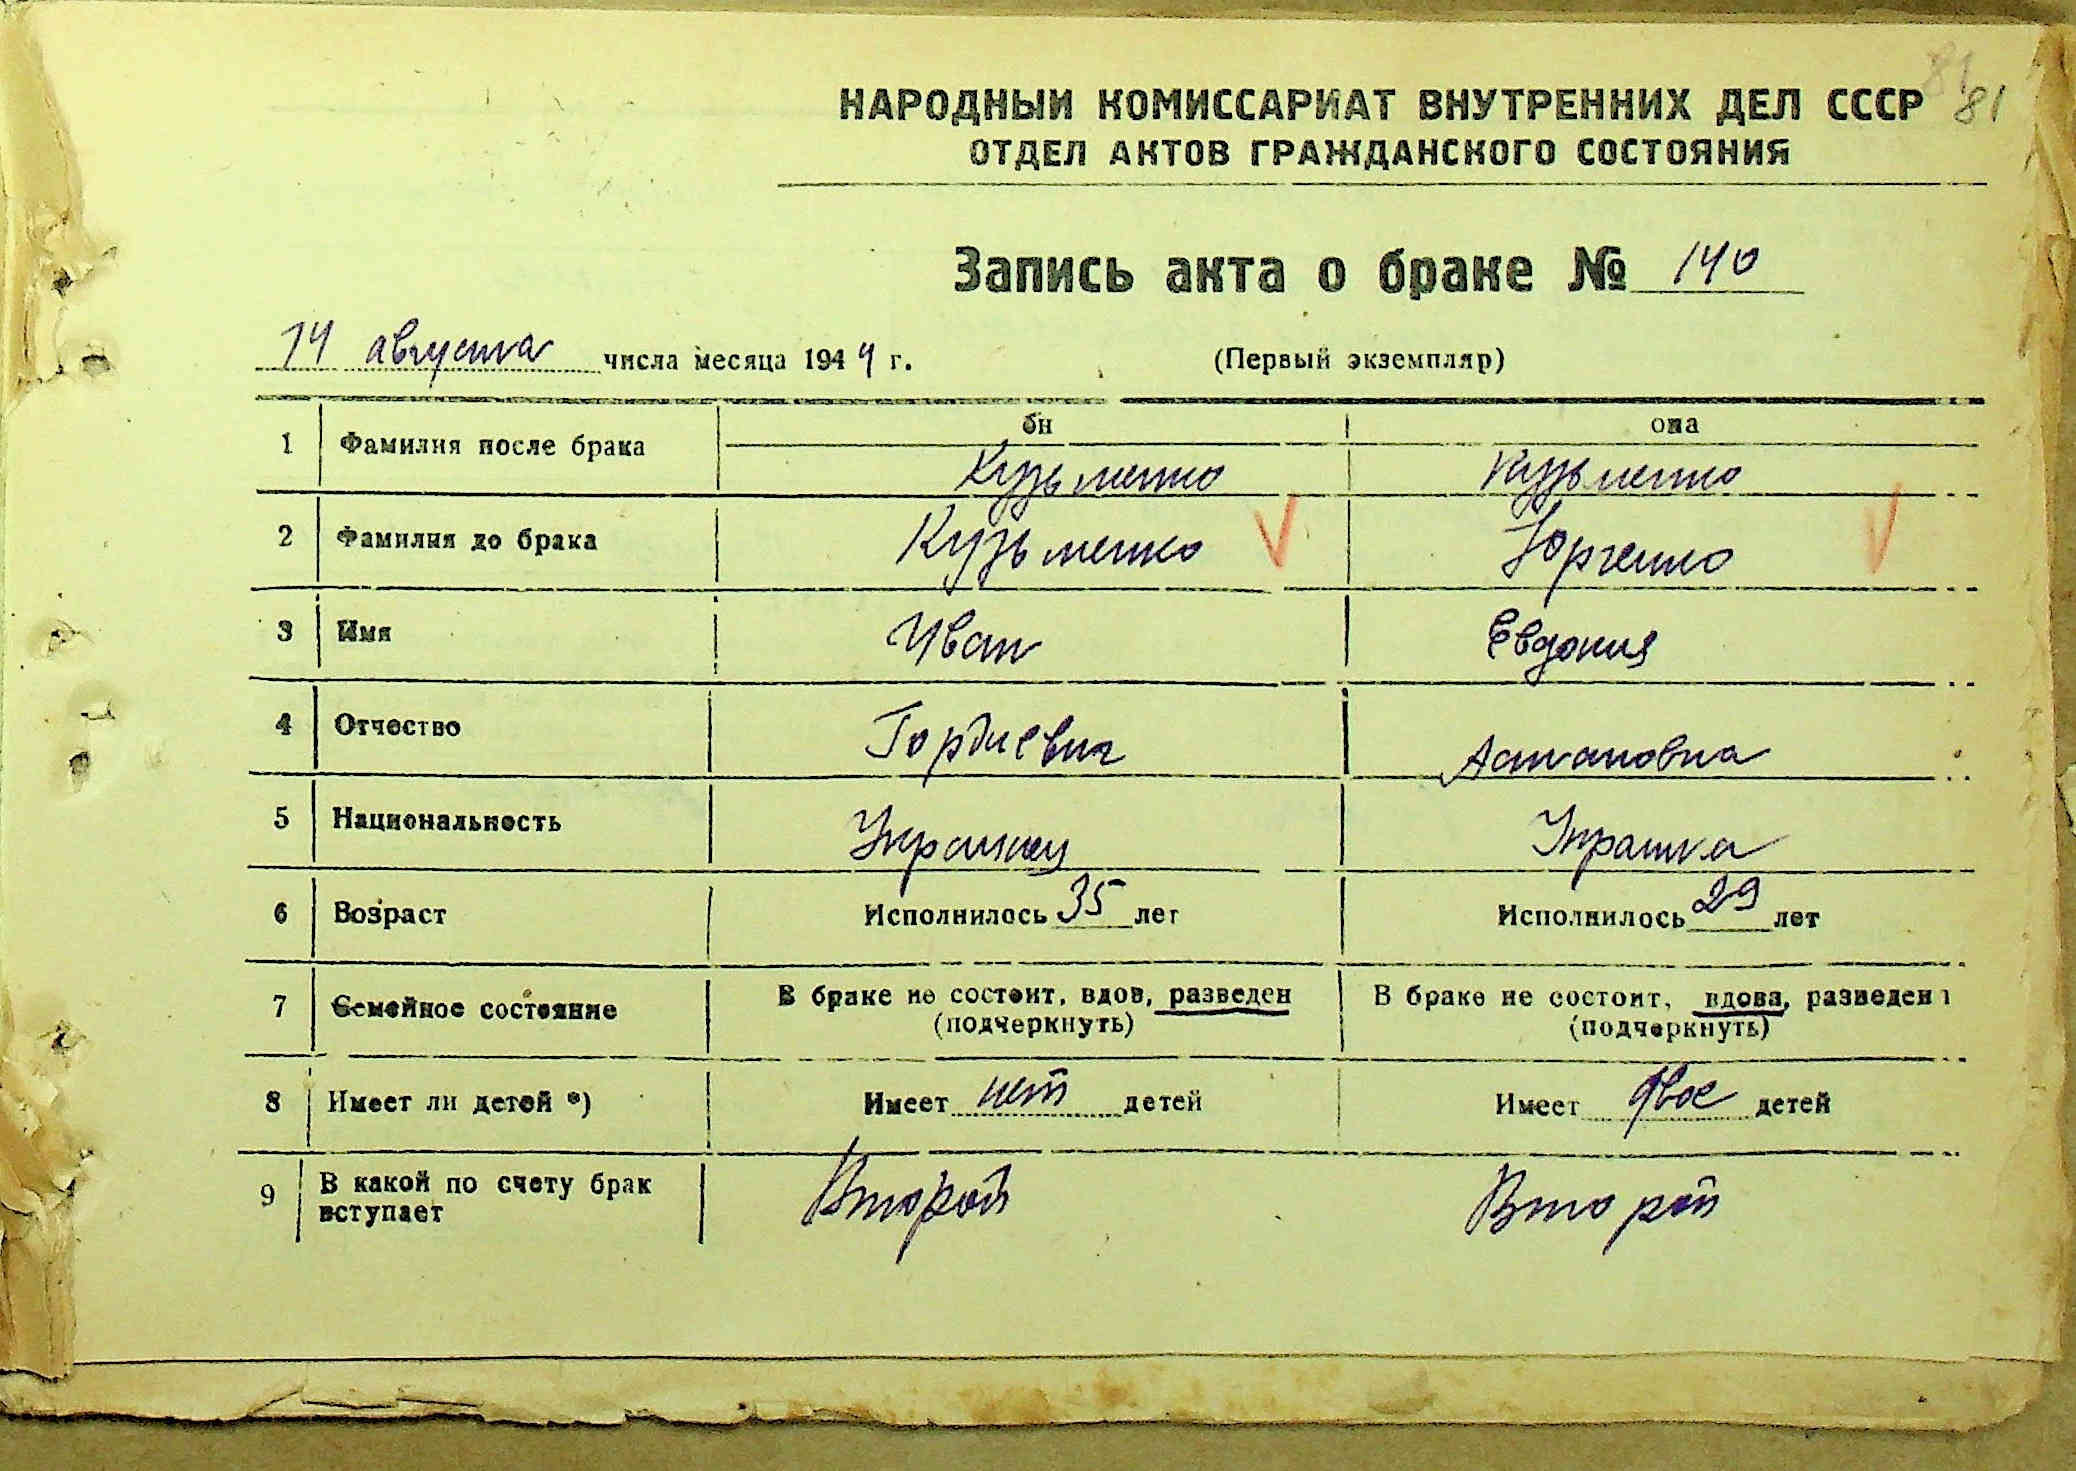 81
НАРОДНЫЙ КОМИССАРИАТ ВНУТРЕННИХ ДЕЛ СССР 81
ОТДЕЛ АКТОВ ГРАЖДАНСКОГО СОСТОЯНИЯ
Запись акта о браке № 140
14 августа числа месяца 1944 г. (Первый экземпляр)
он она
1 Фамилия после брака Кузьменко Кузьменко
2 Фамилия до брака Кузьменко Юрченко
3 Имя Иван Евдокия
4 Отчество Гордиевич
5 Национальность Украинец Украинка
6 Возраст Исполнилось 35 лет Исполнилось 29 лет
7 Семейное состояние В браке не состоит, вдов, разведен В браке не состоит, вдова, разведен
(подчеркнуть) (подчеркнуть)
8 Имеет ли детей *) Имеет нет детей Имеет двое детей
9 В какой по счету брак вступает Второй Второй